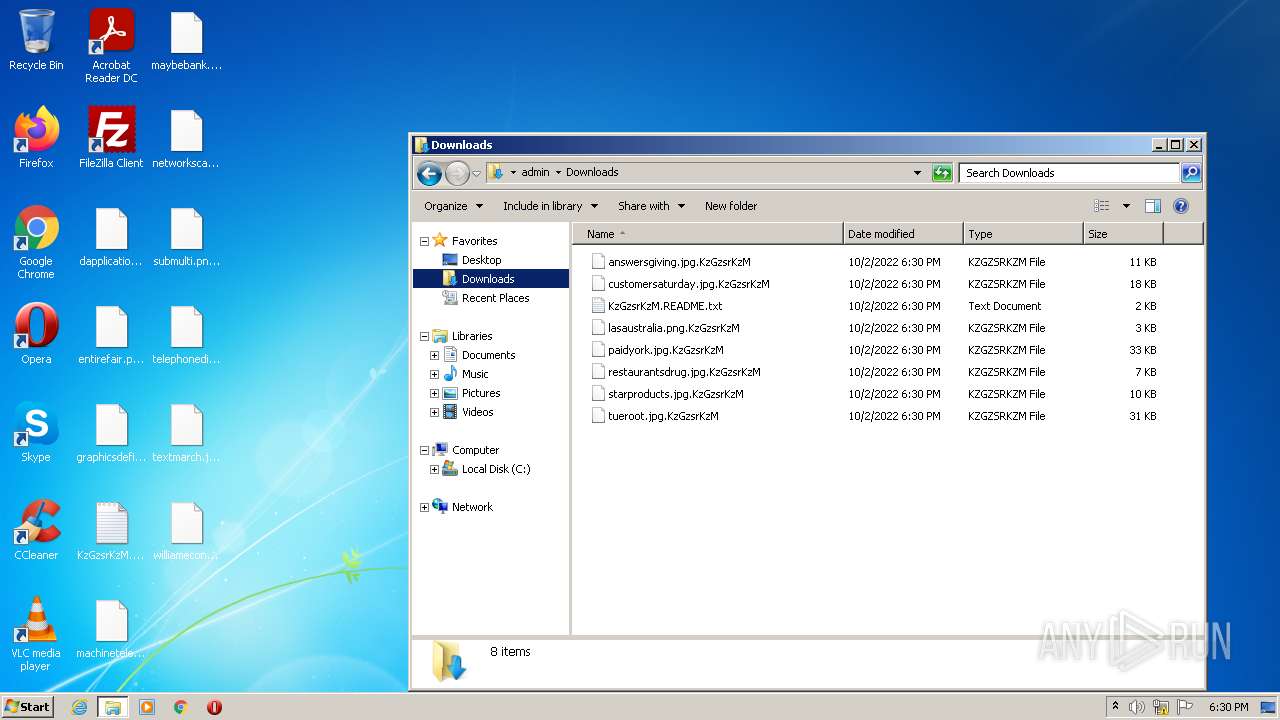 Recycle Bin
Acrobat
Reader DC
maybebank....
Firefox
FileZilla Client
networksca...
Google
Chrome
dapplicatio...
submulti.pn...
Opera
entirefair.p...
telephonedi...
Skype
graphicsdefi...
textmarch.j...
CCleaner
KzGzsrKzM....
williamecon...
VLC media
player
machinetele...
Downloads
admin Downloads
Search Downloads
Organize Include in library Share with New folder
Favorites
Desktop
Downloads
Recent Places
Libraries
Documents
Music
Pictures
Videos
Computer
Local Disk (C:)
Network
Name Date modified Type Size
answersgiving.jpg.KzGzsrKzM 10/2/2022 6:30 PM KZGZSRKZM File 11 KB
customersaturday.jpg.KzGzsrKzM 10/2/2022 6:30 PM KZGZSRKZM File 12 KB
KzGzsrKzM.README.txt 10/2/2022 6:30 PM Text Document 2 KB
lasaustralia.png.KzGzsrKzM 10/2/2022 6:30 PM KZGZSRKZM File 3 KB
paidyork.jpg.KzGzsrKzM 10/2/2022 6:30 PM KZGZSRKZM File 33 KB
restaurantsdrug.jpg.KzGzsrKzM 10/2/2022 6:30 PM KZGZSRKZM File 7 KB
starproducts.jpg.KzGzsrKzM 10/2/2022 6:30 PM KZGZSRKZM File 10 KB
tueroot.jpg.KzGzsrKzM 10/2/2022 6:30 PM KZGZSRKZM File 31 KB
8 items
ANY RUN
Start
6:30 PM